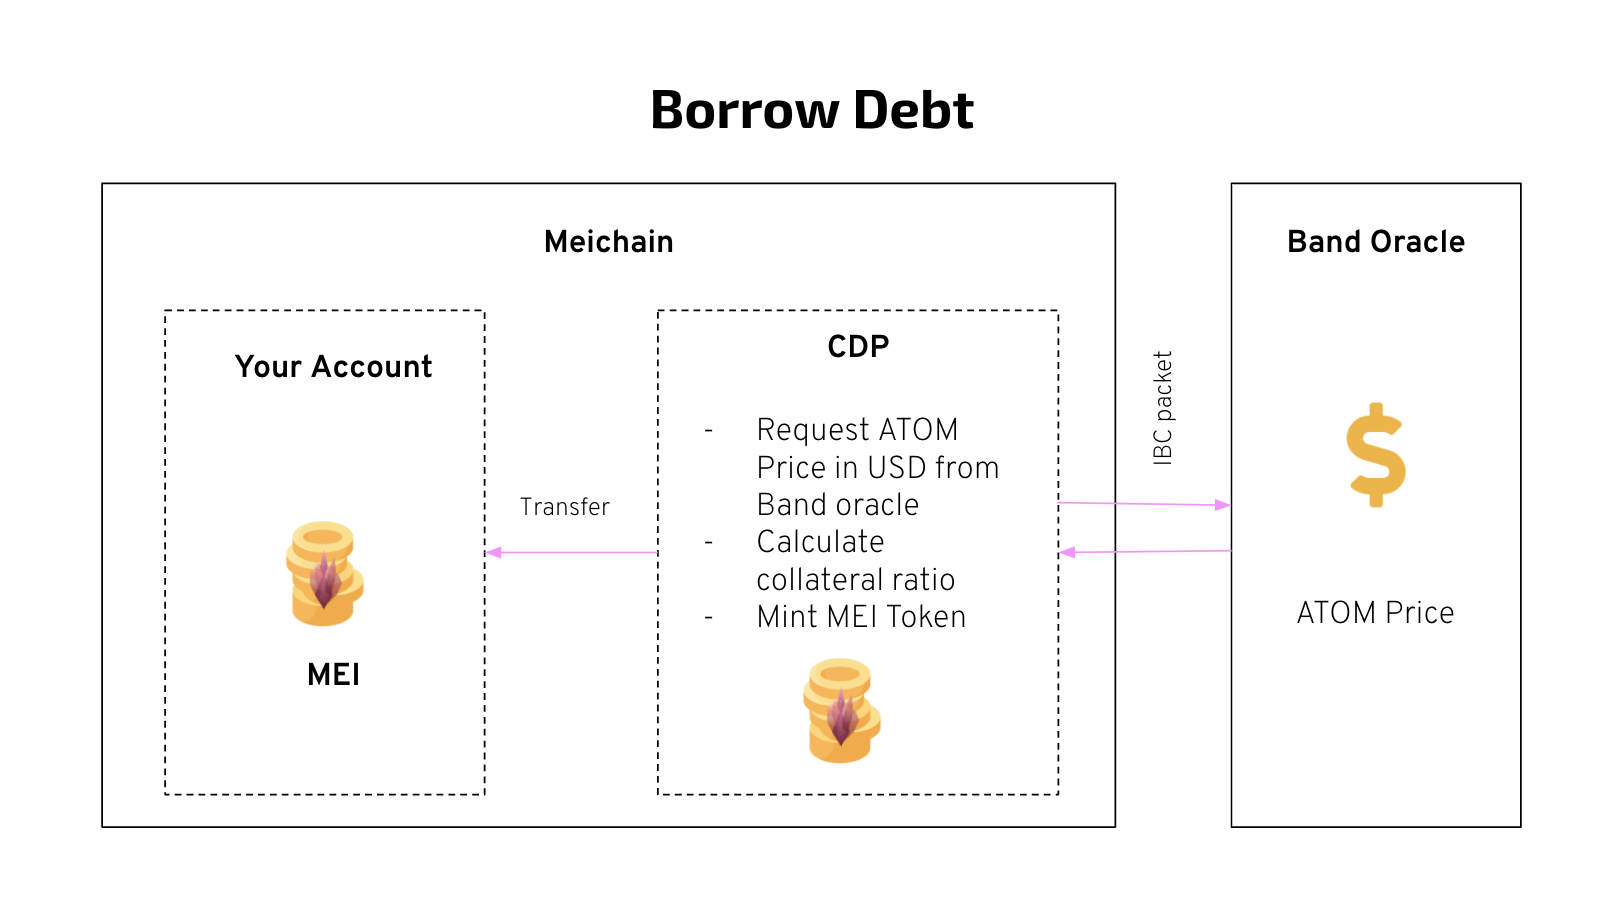 Borrow Debt
Meichain
Band Oracle
Your Account
MEI
Transfer
CDP
- Request ATOM
Price in USD from
Band oracle
- Calculate
collateral ratio
- Mint MEI Token
IBC packet
ATOM Price